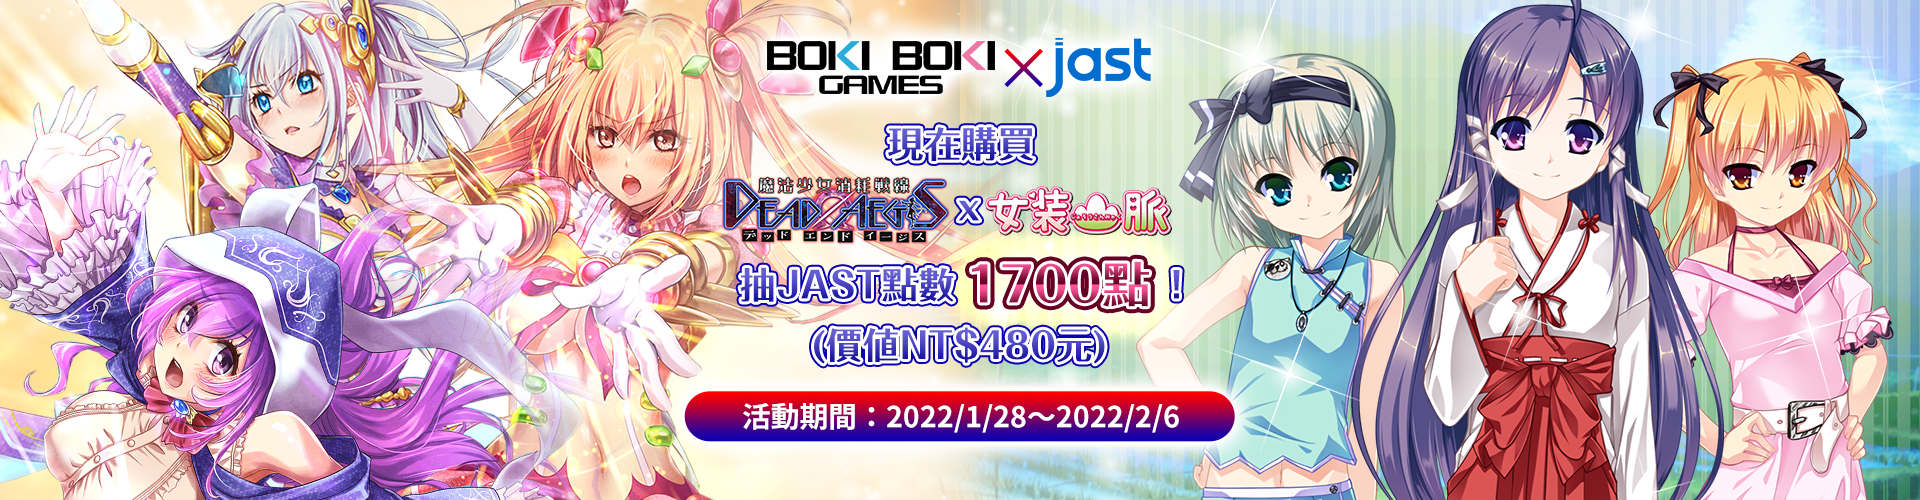 BOKI BOKI GAMES × jast
現在購買
魔法少女消耗戦線
DEAD AEGIS x 女装山脈
デッド エンド イージス
抽JAST點數 1700點!
(價值NT$480元)
活動期間:2022/1/28~2022/2/6